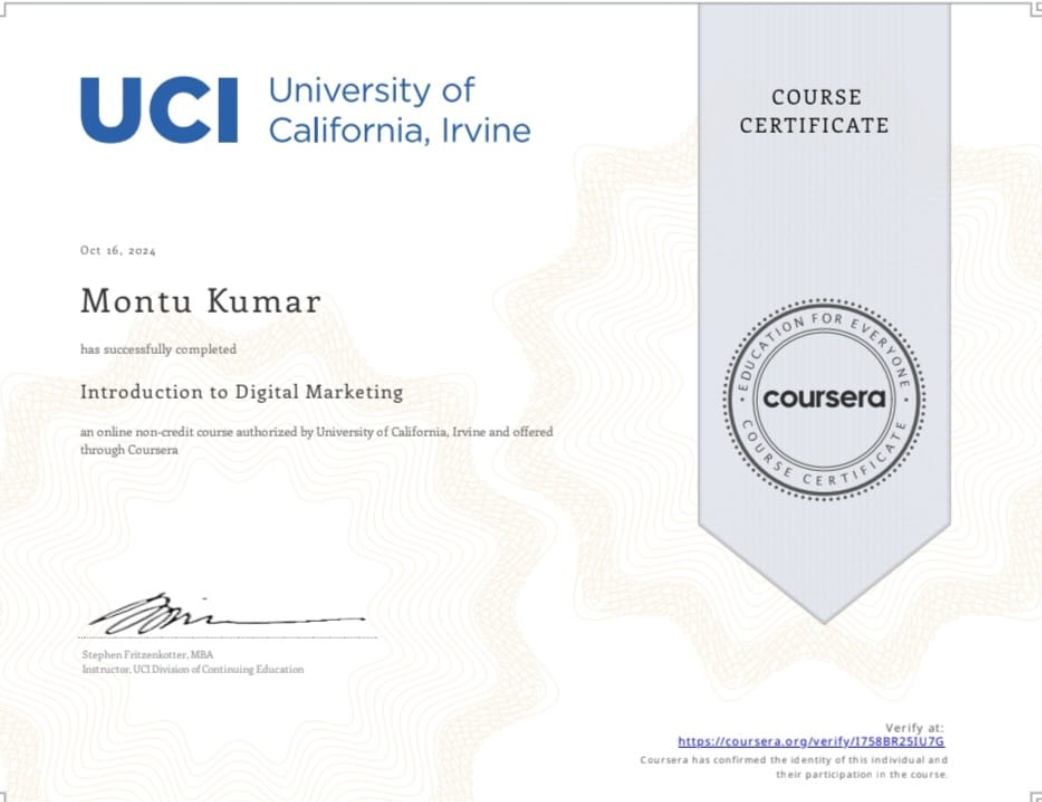 UCI
University of
California, Irvine
COURSE
CERTIFICATE
Oct 16, 2024
Montu Kumar
has successfully completed
Introduction to Digital Marketing
an online non-credit course authorized by University of California, Irvine and offered
through Coursera
EDUCATION FOR EVERYONE
coursera
COURSE CERTIFICATE
Stephen Fritzenkotter, MBA
Instructor, UCI Division of Continuing Education
Verify at:
https://coursera.org/verify/I758BR25IU7G
Coursera has confirmed the identity of this individual and
their participation in the course.